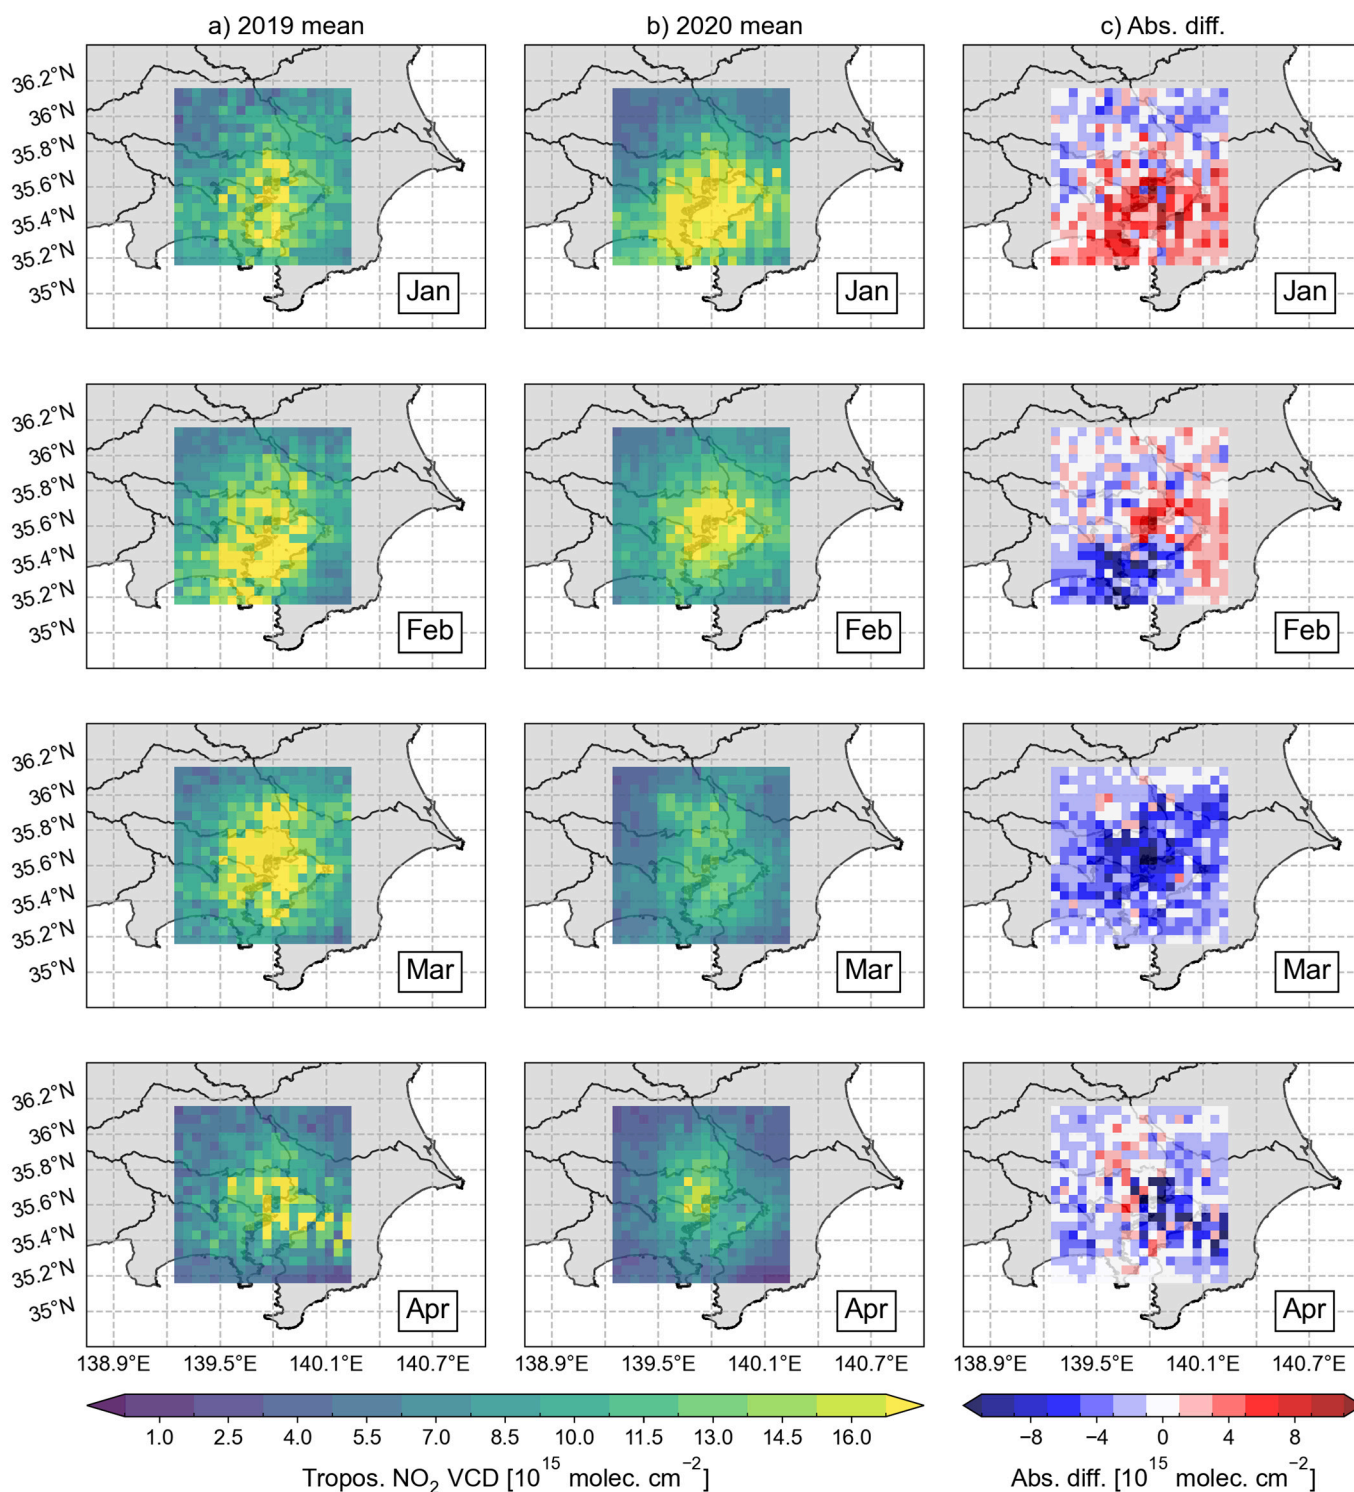 a) 2019 mean
b) 2020 mean
c) Abs. diff.
36.2°N
36°N
35.8°N
35.6°N
35.4°N
35.2°N
35°N
Jan
Jan
Jan
36.2°N
36°N
35.8°N
35.6°N
35.4°N
35.2°N
35°N
Feb
Feb
Feb
36.2°N
36°N
35.8°N
35.6°N
35.4°N
35.2°N
35°N
Mar
Mar
Mar
36.2°N
36°N
35.8°N
35.6°N
35.4°N
35.2°N
35°N
Apr
Apr
Apr
138.9°E 139.5°E 140.1°E 140.7°E
138.9°E 139.5°E 140.1°E 140.7°E
138.9°E 139.5°E 140.1°E 140.7°E
1.0 2.5 4.0 5.5 7.0 8.5 10.0 11.5 13.0 14.5 16.0
−8 −4 0 4 8
Tropos. NO₂ VCD [10¹⁵ molec. cm⁻²]
Abs. diff. [10¹⁵ molec. cm⁻²]